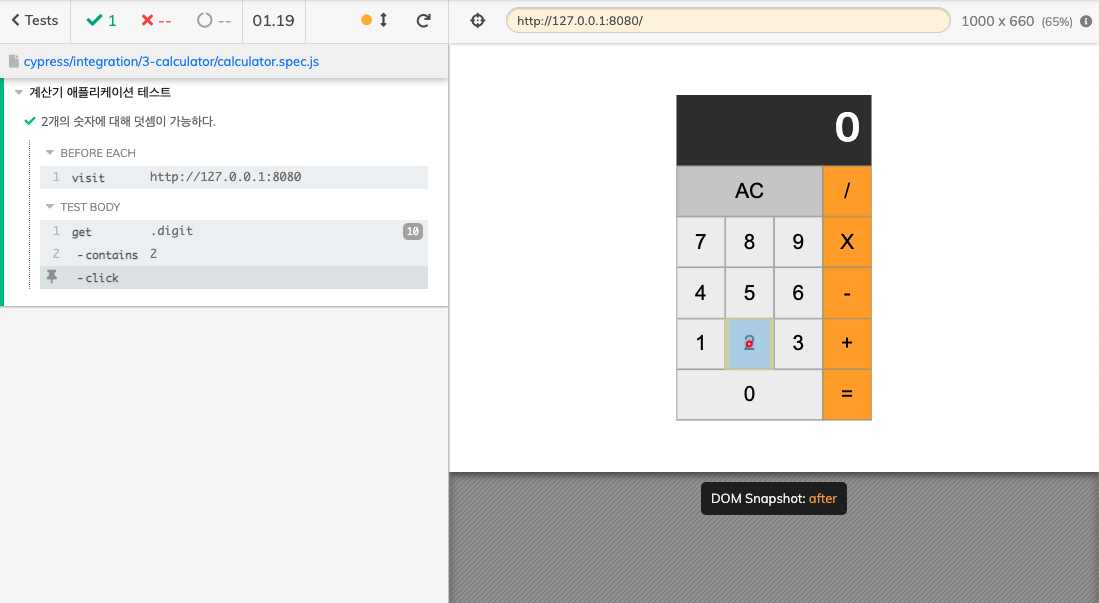 Tests
1
--
--
01.19
http://127.0.0.1:8080/
1000 x 660 (65%)
cypress/integration/3-calculator/calculator.spec.js
계산기 애플리케이션 테스트
2개의 숫자에 대해 덧셈이 가능하다.
BEFORE EACH
1 visit http://127.0.0.1:8080
TEST BODY
1 get .digit 10
2 -contains 2
-click
0
AC /
7 8 9 X
4 5 6 -
1 2 3 +
0 =
DOM Snapshot: after